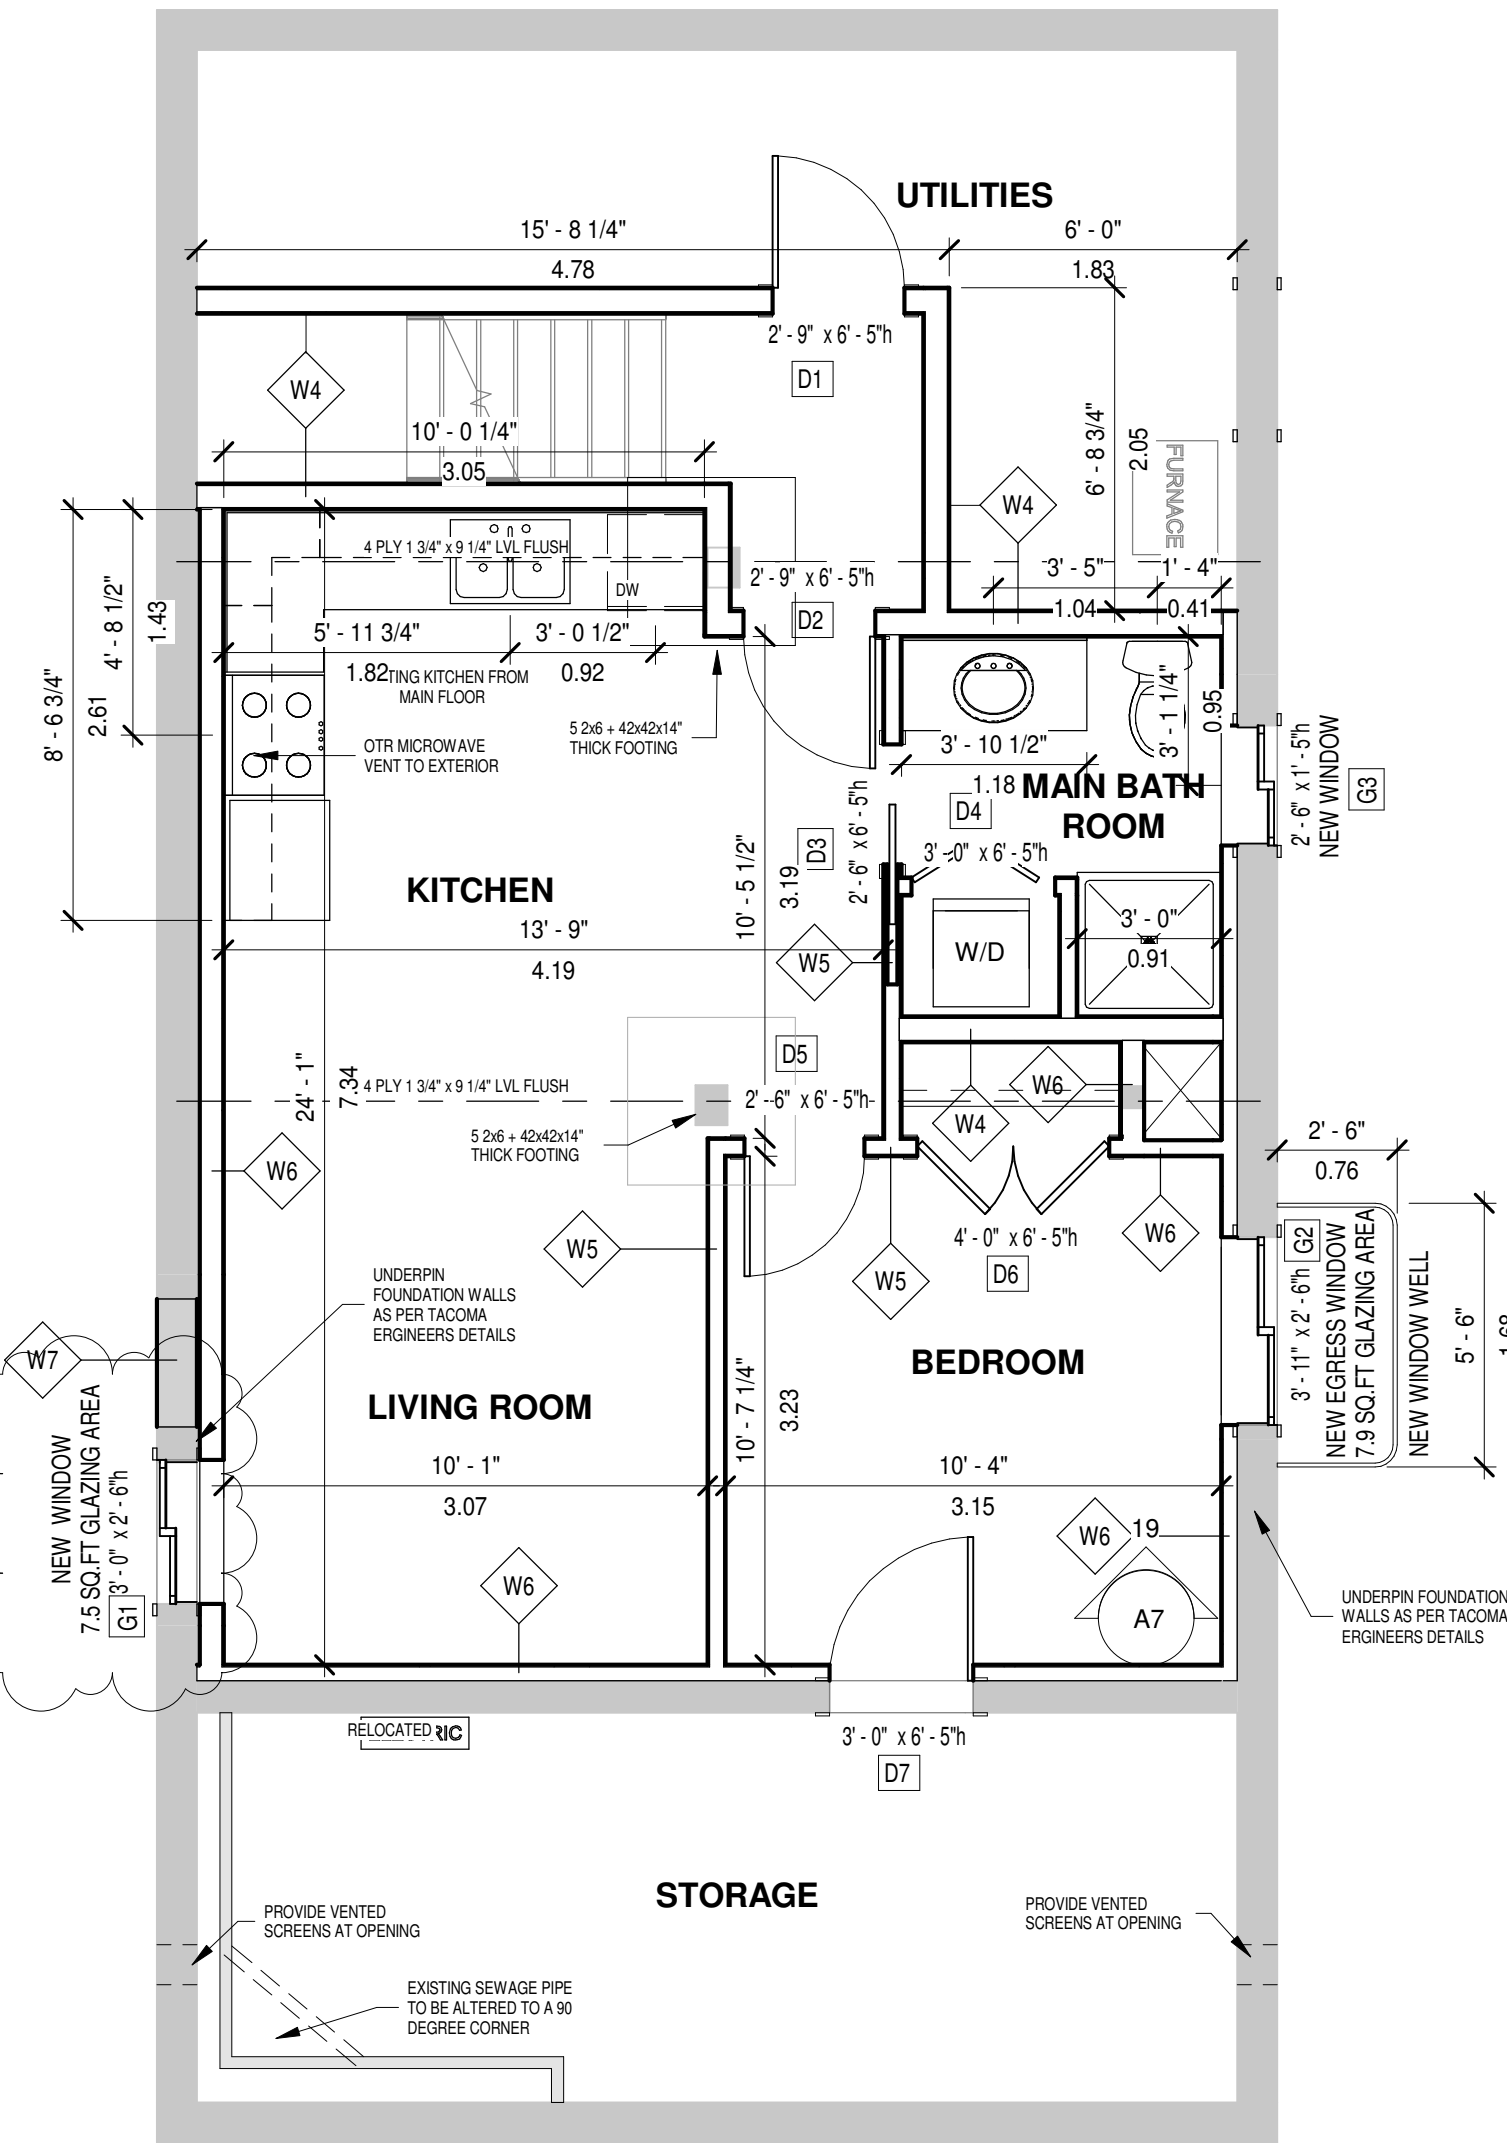 UTILITIES
15' - 8 1/4"
4.78
6' - 0"
1.83
2' - 9" x 6' - 5"h
D1
W4
10' - 0 1/4"
3.05
6' - 8 3/4"
2.05
FURNACE
W4
4 PLY 1 3/4" x 9 1/4" LVL FLUSH
DW
2' - 9" x 6' - 5"h
D2
3' - 5"
1.04
1' - 4"
0.41
8' - 6 3/4"
2.61
4' - 8 1/2"
1.43
5' - 11 3/4"
1.82
3' - 0 1/2"
0.92
TING KITCHEN FROM
MAIN FLOOR
5 2x6 + 42x42x14"
THICK FOOTING
OTR MICROWAVE
VENT TO EXTERIOR
3' - 10 1/2"
1.18
3' - 1 1/4"
0.95
MAIN BATH
ROOM
D4
3' - 0" x 6' - 5"h
2' - 6" x 1' - 5"h
NEW WINDOW
G3
D3
2' - 6" x 6' - 5"h
10' - 5 1/2"
3.19
KITCHEN
13' - 9"
4.19
W5
W/D
3' - 0"
0.91
D5
2' - 6" x 6' - 5"h
W6
W4
24' - 1"
7.34
4 PLY 1 3/4" x 9 1/4" LVL FLUSH
5 2x6 + 42x42x14"
THICK FOOTING
W6
2' - 6"
0.76
W5
W5
4' - 0" x 6' - 5"h
D6
W6
G2
3' - 11" x 2' - 6"h
NEW EGRESS WINDOW
7.9 SQ.FT GLAZING AREA
NEW WINDOW WELL
5' - 6"
1.68
UNDERPIN
FOUNDATION WALLS
AS PER TACOMA
ERGINEERS DETAILS
W7
BEDROOM
LIVING ROOM
10' - 7 1/4"
3.23
10' - 1"
3.07
10' - 4"
3.15
NEW WINDOW
7.5 SQ.FT GLAZING AREA
3' - 0" x 2' - 6"h
G1
W6
W6
19
A7
UNDERPIN FOUNDATION
WALLS AS PER TACOMA
ERGINEERS DETAILS
RELOCATED RIC
3' - 0" x 6' - 5"h
D7
STORAGE
PROVIDE VENTED
SCREENS AT OPENING
PROVIDE VENTED
SCREENS AT OPENING
EXISTING SEWAGE PIPE
TO BE ALTERED TO A 90
DEGREE CORNER